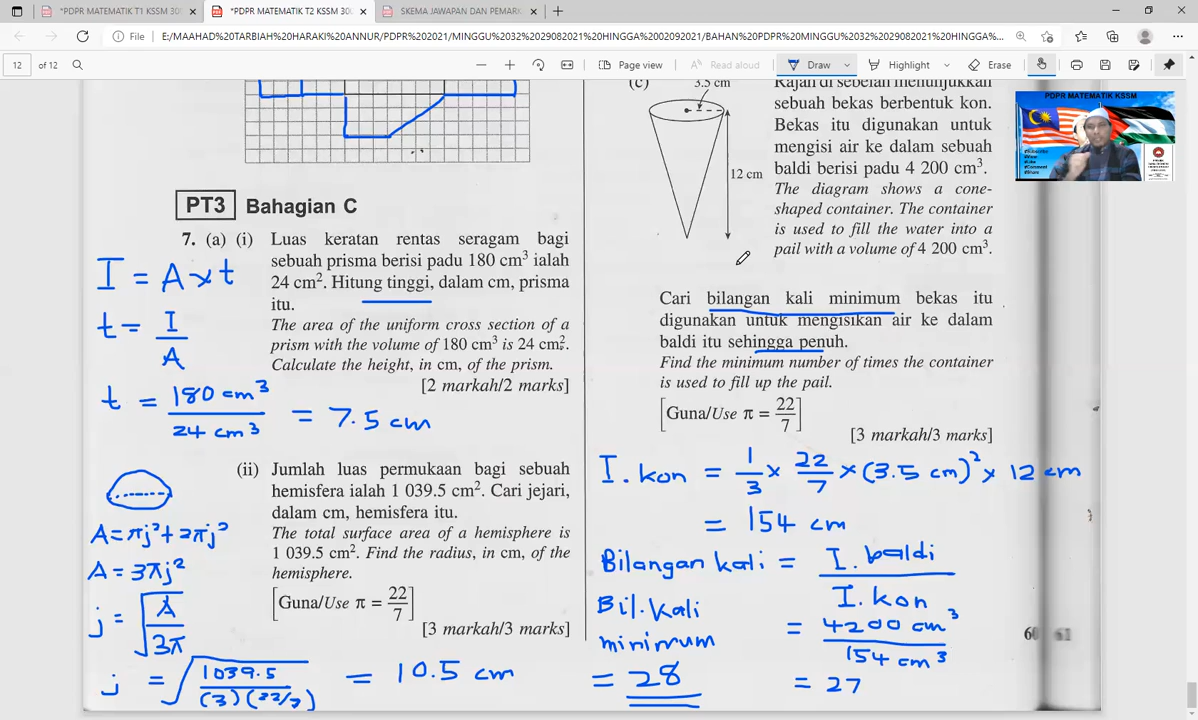 *PDPR MATEMATIK T1 KSSM 30
*PDPR MATEMATIK T2 KSSM 30
SKEMA JAWAPAN DAN PEMARK
File
E:/MAAHAD%20TARBIAH%20HARAKI%20ANNUR/PDPR%202021/MINGGU%2032%2029082021%20HINGGA%2002092021/BAHAN%20PDPR%20MINGGU%2032%2029082021%20HINGGA%...
12 of 12
Page view
Read aloud
Draw
Highlight
Erase
PT3 Bahagian C
7. (a) (i) Luas keratan rentas seragam bagi
sebuah prisma berisi padu 180 cm³ ialah
24 cm². Hitung tinggi, dalam cm, prisma
itu.
The area of the uniform cross section of a
prism with the volume of 180 cm³ is 24 cm².
Calculate the height, in cm, of the prism.
[2 markah/2 marks]
I = A × t
t = I / A
t = 180 cm³ / 24 cm³ = 7.5 cm
(ii) Jumlah luas permukaan bagi sebuah
hemisfera ialah 1 039.5 cm². Cari jejari,
dalam cm, hemisfera itu.
The total surface area of a hemisphere is
1 039.5 cm². Find the radius, in cm, of the
hemisphere.
[Guna/Use π = 22/7]
[3 markah/3 marks]
A = πj² + 2πj²
A = 3πj²
j = √(A / 3π)
j = √(1039.5 / (3)(22/7)) = 10.5 cm
(c)
3.5 cm
12 cm
Rajah di sebelah menunjukkan
sebuah bekas berbentuk kon.
Bekas itu digunakan untuk
mengisi air ke dalam sebuah
baldi berisi padu 4 200 cm³.
The diagram shows a cone-
shaped container. The container
is used to fill the water into a
pail with a volume of 4 200 cm³.
Cari bilangan kali minimum bekas itu
digunakan untuk mengisikan air ke dalam
baldi itu sehingga penuh.
Find the minimum number of times the container
is used to fill up the pail.
[Guna/Use π = 22/7]
[3 markah/3 marks]
I. kon = 1/3 × 22/7 × (3.5 cm)² × 12 cm
= 154 cm
Bilangan kali = I. baldi / I. kon
= 4200 cm³ / 154 cm³
= 27
Bil. kali
minimum
= 28
60 61
PDPR MATEMATIK KSSM